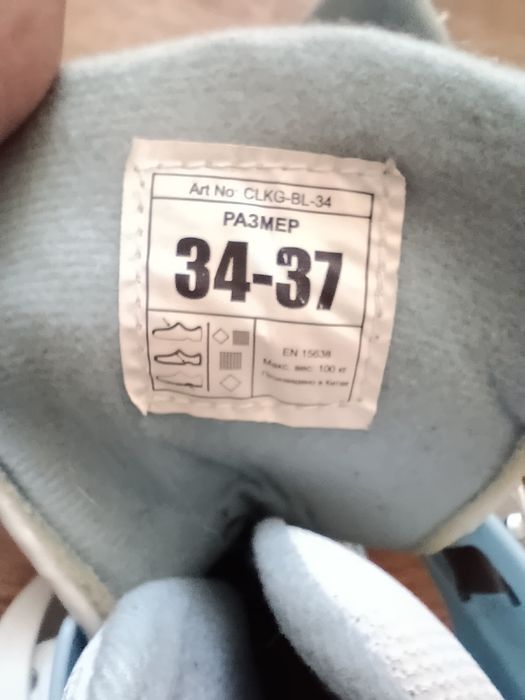 Art No: CLKG-BL-34
РАЗМЕР
34-37
EN 15638
Макс. вес: 100 кг
Произведено в Китае